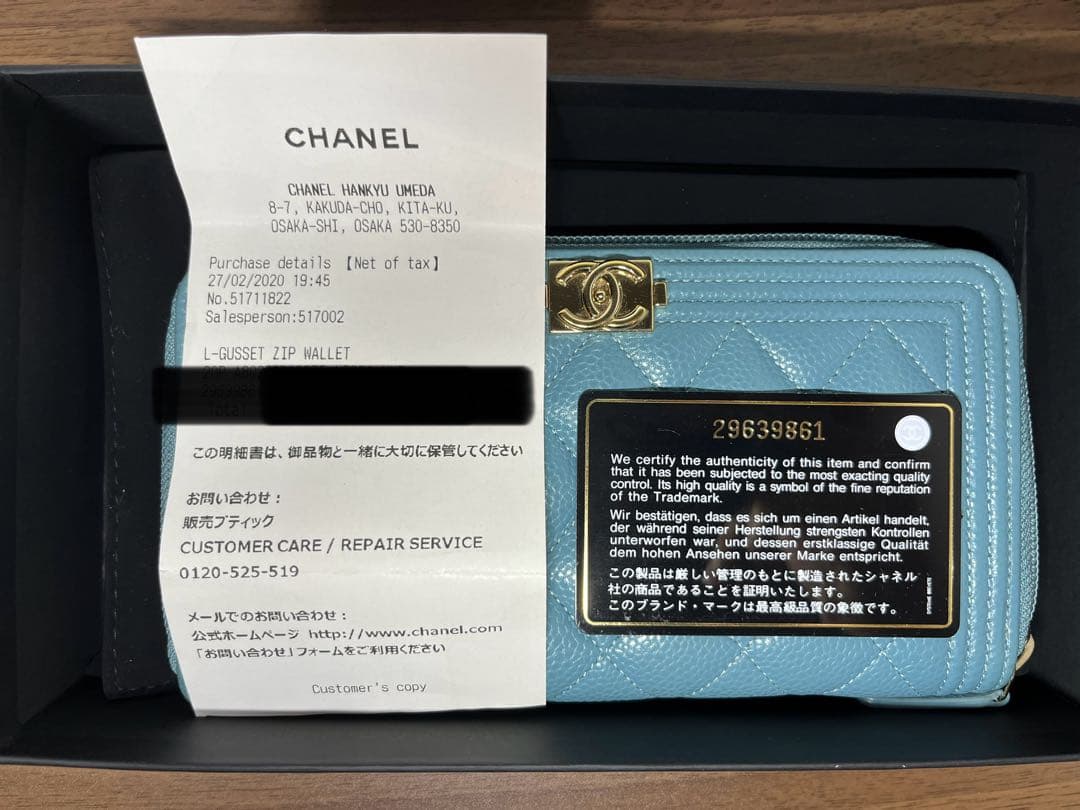 CHANEL
CHANEL HANKYU UMEDA
8-7, KAKUDA-CHO, KITA-KU,
OSAKA-SHI, OSAKA 530-8350
Purchase details 【Net of tax】
27/02/2020 19:45
No.51711822
Salesperson:517002
L-GUSSET ZIP WALLET
Total
この明細書は、御品物と一緒に大切に保管してください
お問い合わせ：
販売ブティック
CUSTOMER CARE / REPAIR SERVICE
0120-525-519
メールでのお問い合わせ：
公式ホームページ http://www.chanel.com
「お問い合わせ」フォームをご利用ください
Customer's copy
29639861
We certify the authenticity of this item and confirm
that it has been subjected to the most exacting quality
control. Its high quality is a symbol of the fine reputation
of the Trademark.
Wir bestätigen, dass es sich um einen Artikel handelt,
der während seiner Herstellung strengsten Kontrollen
unterworfen war, und dessen erstklassige Qualität
dem hohen Ansehen unserer Marke entspricht.
この製品は厳しい管理のもとに製造されたシャネル
社の商品であることを証明いたします。
このブランド・マークは最高級品質の象徴です。